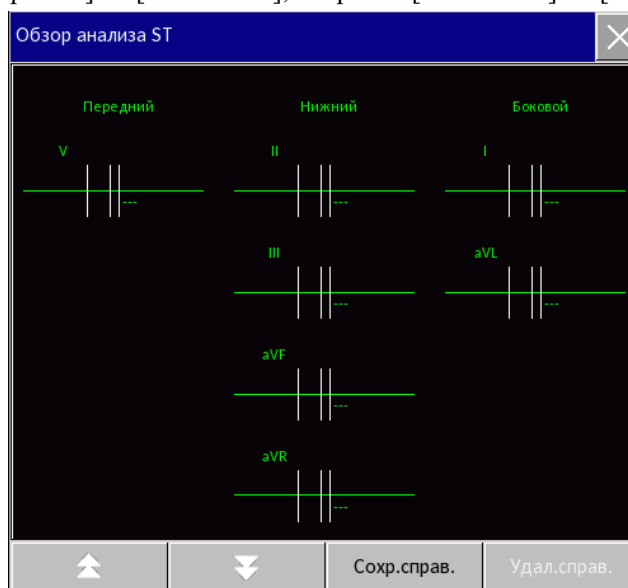 Обзор анализа ST
Передний Нижний Боковой
V II I
--- --- ---
III aVL
--- ---
aVF
---
aVR
---
Сохр.справ. Удал.справ.